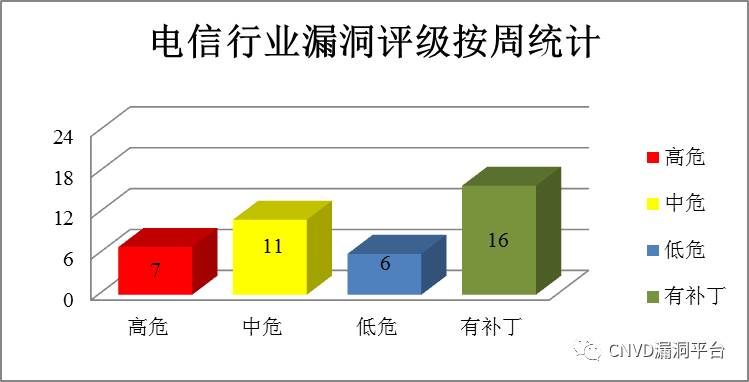 电信行业漏洞评级按周统计
24
18
12
6
0
7
11
6
16
高危
中危
低危
有补丁
高危
中危
低危
有补丁
CNVD漏洞平台